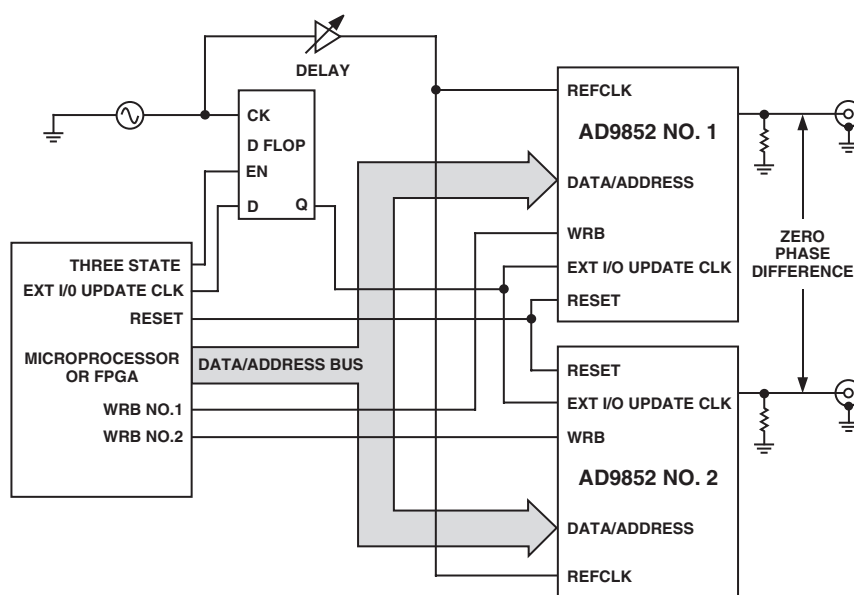 DELAY
CK
D FLOP
EN
D Q
THREE STATE
EXT I/0 UPDATE CLK
RESET
MICROPROCESSOR
OR FPGA
WRB NO.1
WRB NO.2
DATA/ADDRESS BUS
REFCLK
AD9852 NO. 1
DATA/ADDRESS
WRB
EXT I/O UPDATE CLK
RESET
RESET
EXT I/O UPDATE CLK
WRB
AD9852 NO. 2
DATA/ADDRESS
REFCLK
ZERO
PHASE
DIFFERENCE